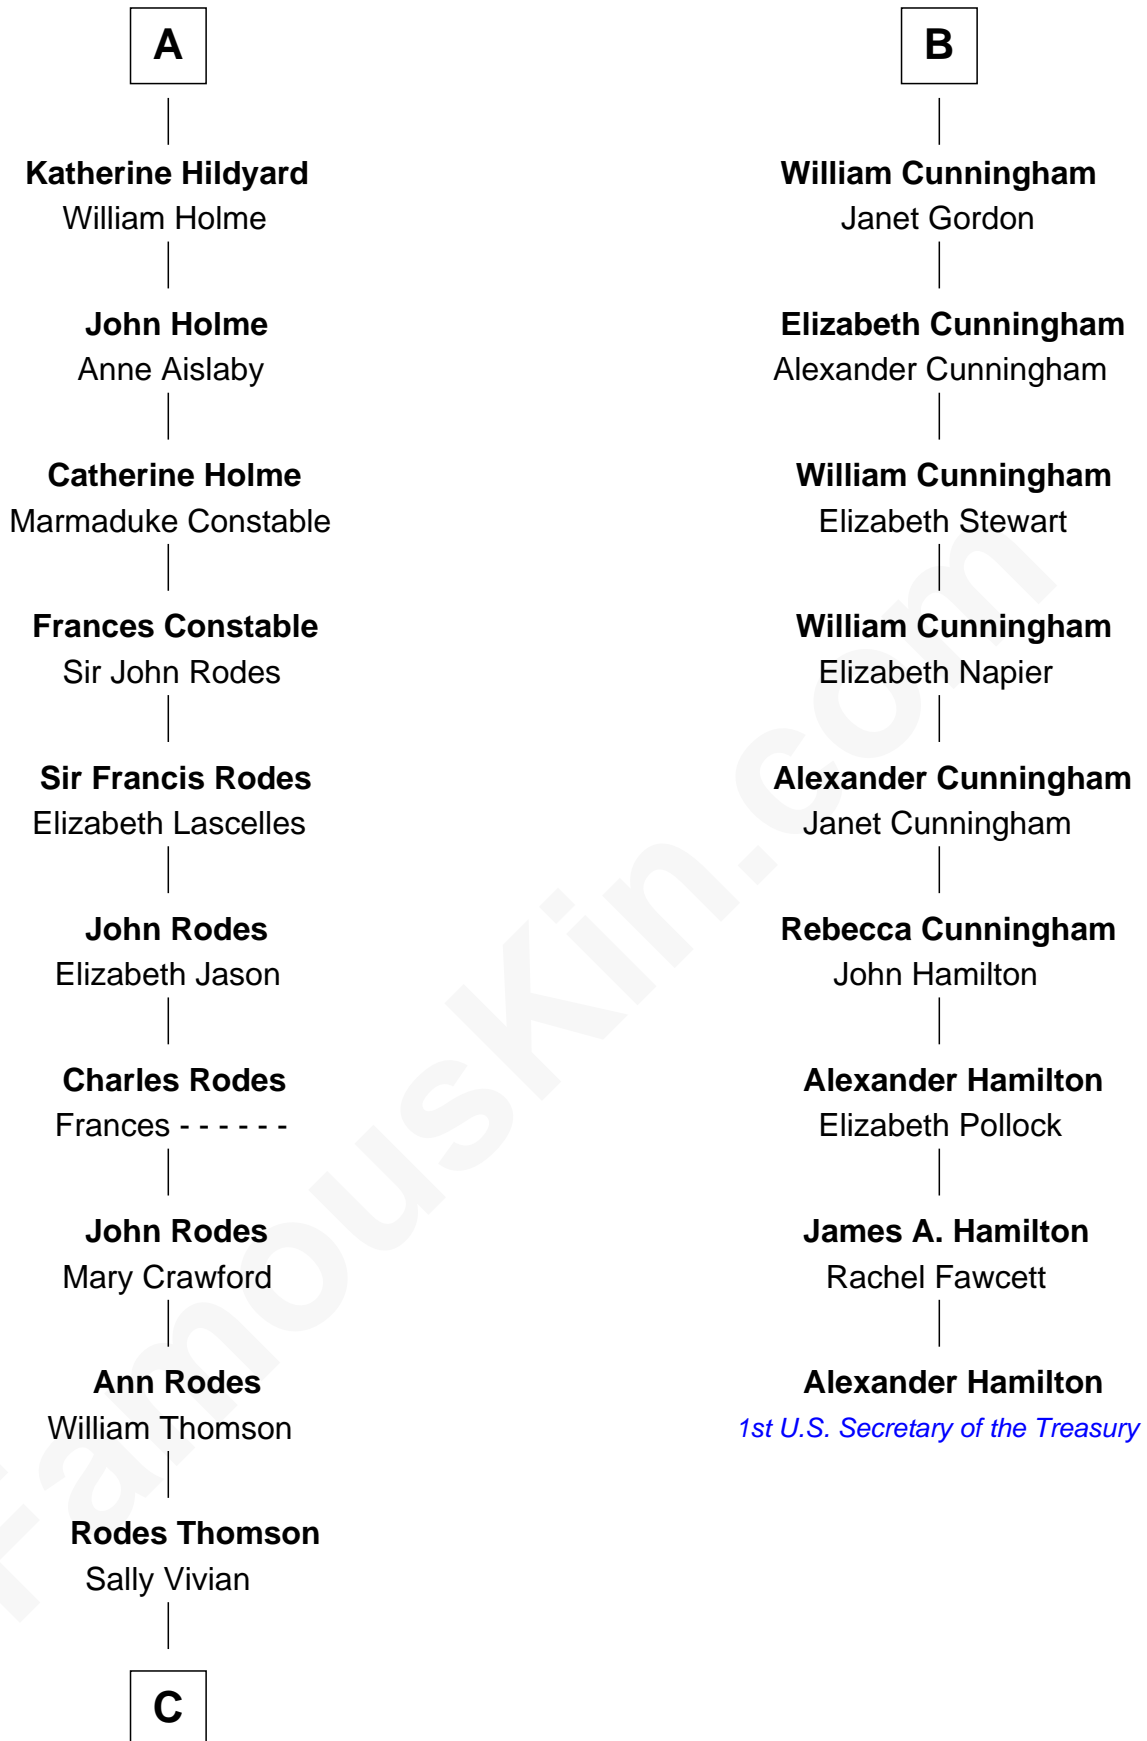 A
Katherine Hildyard
William Holme
John Holme
Anne Aislaby
Catherine Holme
Marmaduke Constable
Frances Constable
Sir John Rodes
Sir Francis Rodes
Elizabeth Lascelles
John Rodes
Elizabeth Jason
Charles Rodes
Frances - - - - - -
John Rodes
Mary Crawford
Ann Rodes
William Thomson
Rodes Thomson
Sally Vivian
C
B
William Cunningham
Janet Gordon
Elizabeth Cunningham
Alexander Cunningham
William Cunningham
Elizabeth Stewart
William Cunningham
Elizabeth Napier
Alexander Cunningham
Janet Cunningham
Rebecca Cunningham
John Hamilton
Alexander Hamilton
Elizabeth Pollock
James A. Hamilton
Rachel Fawcett
Alexander Hamilton
1st U.S. Secretary of the Treasury
FamousKin.com